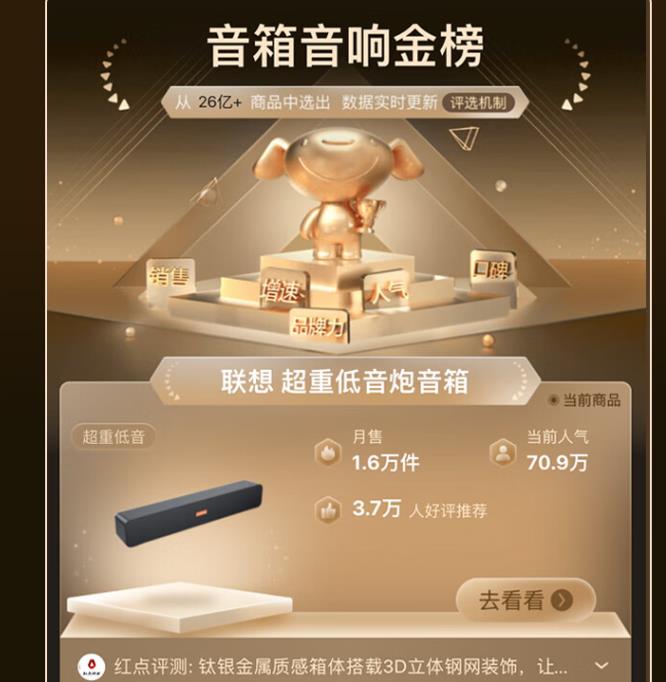 音箱音响金榜
从 26亿+ 商品中选出 数据实时更新 评选机制
销售
口碑
增速
人气
品牌力
联想 超重低音炮音箱
当前商品
超重低音
月售
1.6万件
当前人气
70.9万
3.7万 人好评推荐
去看看
红点评测: 钛银金属质感箱体搭载3D立体钢网装饰，让...